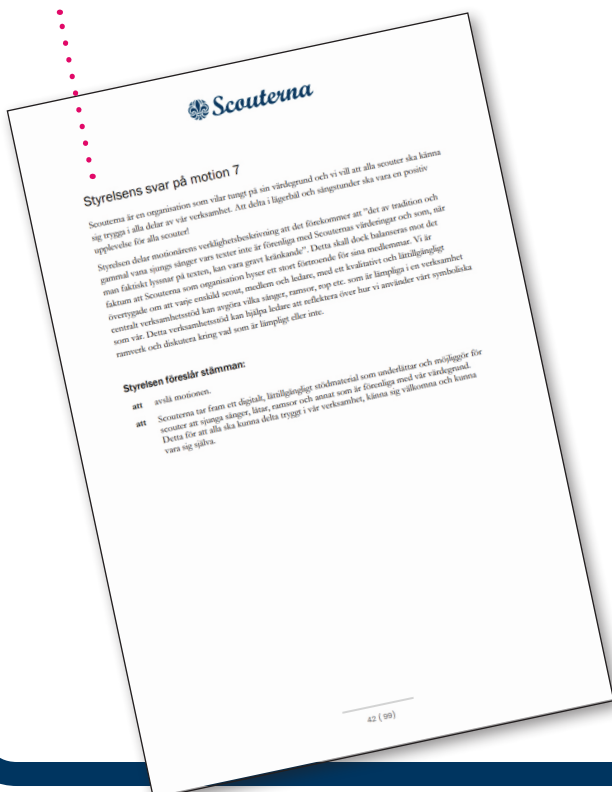 Scouterna
Styrelsens svar på motion 7
Scouterna är en organisation som vilar tungt på sin värdegrund och vi vill att alla scouter ska känna
sig trygga i alla delar av vår verksamhet. Att delta i lägerbål och sångstunder ska vara en positiv
upplevelse för alla scouter!
Styrelsen delar motionärens verklighetsbeskrivning att det förekommer att "det av tradition och
gammal vana sjungs sånger vars texter inte är förenliga med Scouternas värderingar och som, när
man faktiskt lyssnar på texten, kan vara gravt kränkande". Detta skall dock balanseras mot det
faktum att Scouterna som organisation hyser ett stort förtroende för sina medlemmar. Vi är
övertygade om att varje enskild scout, medlem och ledare, med ett kvalitativt och lättillgängligt
centralt verksamhetsstöd kan avgöra vilka sånger, ramsor, rop etc. som är lämpliga i en verksamhet
som vår. Detta verksamhetsstöd kan hjälpa ledare att reflektera över hur vi använder vårt symboliska
ramverk och diskutera kring vad som är lämpligt eller inte.
Styrelsen föreslår stämman:
att avslå motionen.
att Scouterna tar fram ett digitalt, lättillgängligt stödmaterial som underlättar och möjliggör för
scouter att sjunga sånger, låtar, ramsor och annat som är förenliga med vår värdegrund.
Detta för att alla ska kunna delta tryggt i vår verksamhet, känna sig välkomna och kunna
vara sig själva.
42 ( 99)